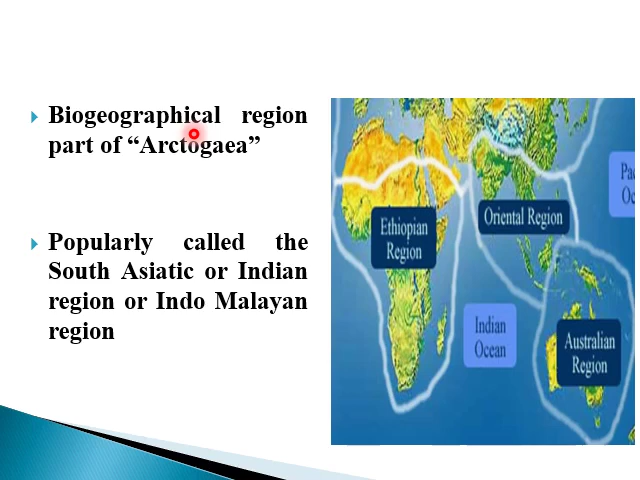 Biogeographical region
part of “Arctogaea”
Popularly called the
South Asiatic or Indian
region or Indo Malayan
region
Ethiopian
Region
Oriental Region
Indian
Ocean
Australian
Region